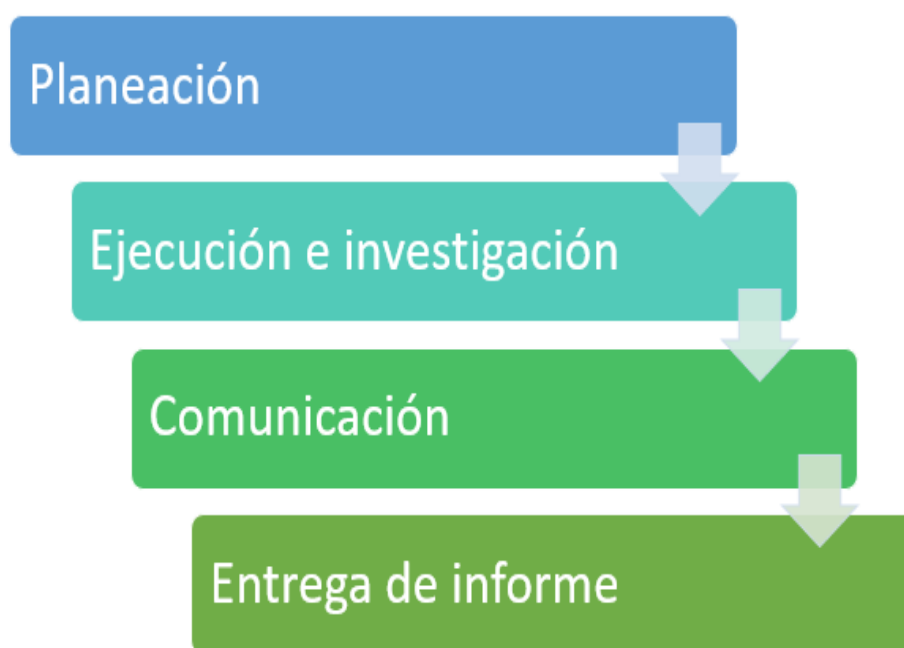 Planeación
Ejecución e investigación
Comunicación
Entrega de informe